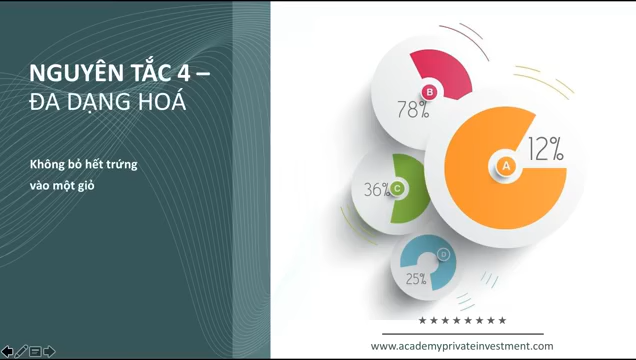 NGUYÊN TẮC 4 –
ĐA DẠNG HOÁ
Không bỏ hết trứng
vào một giỏ
B
78%
12%
A
36%
C
D
25%
www.academyprivateinvestment.com